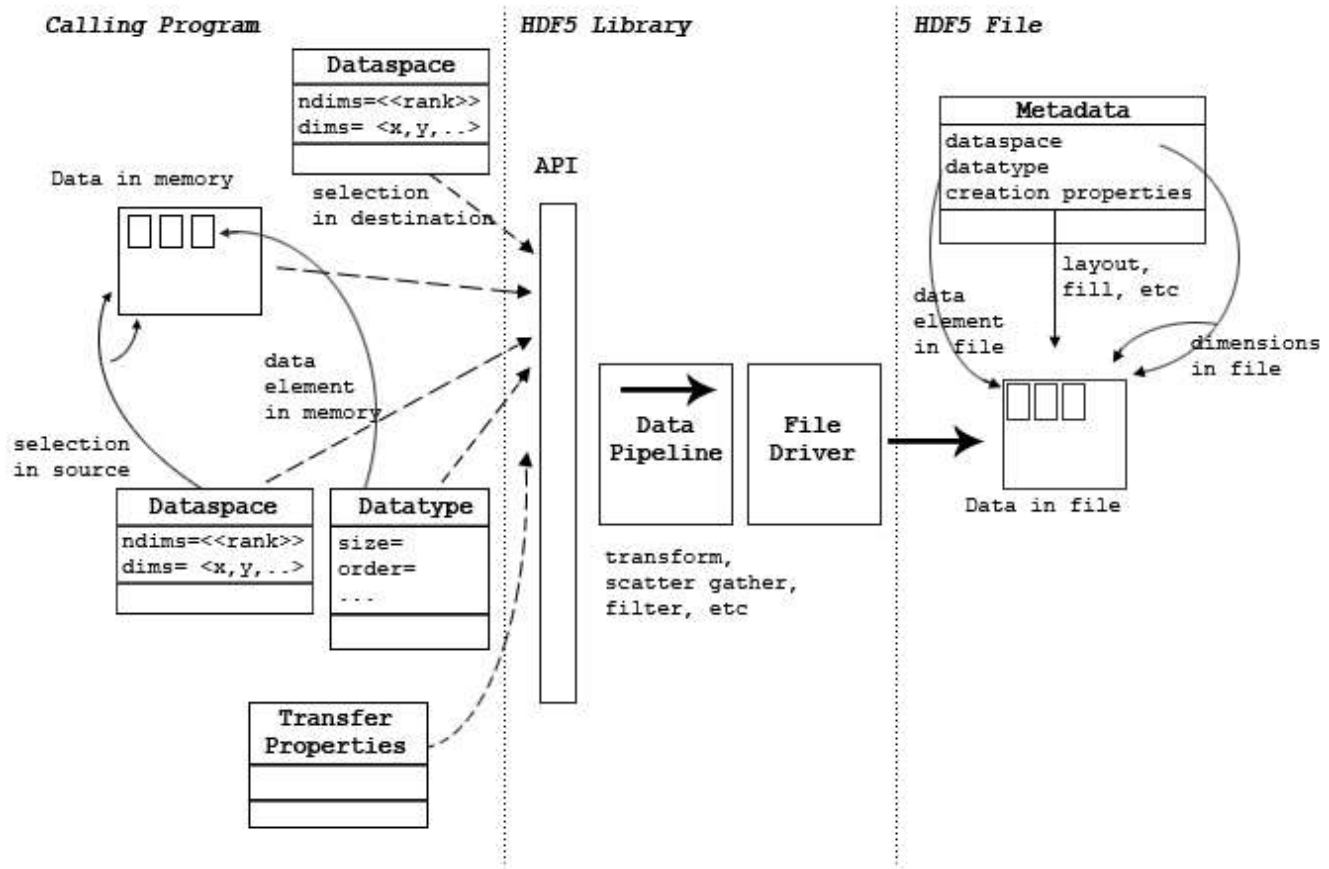 Calling Program
HDF5 Library
HDF5 File
Dataspace
ndims=<<rank>>
dims= <x,y,..>
selection
in destination
Data in memory
data
element
in memory
selection
in source
Dataspace
ndims=<<rank>>
dims= <x,y,..>
Datatype
size=
order=
...
Transfer
Properties
API
Data
Pipeline
File
Driver
transform,
scatter gather,
filter, etc
Metadata
dataspace
datatype
creation properties
layout,
fill, etc
data
element
in file
dimensions
in file
Data in file